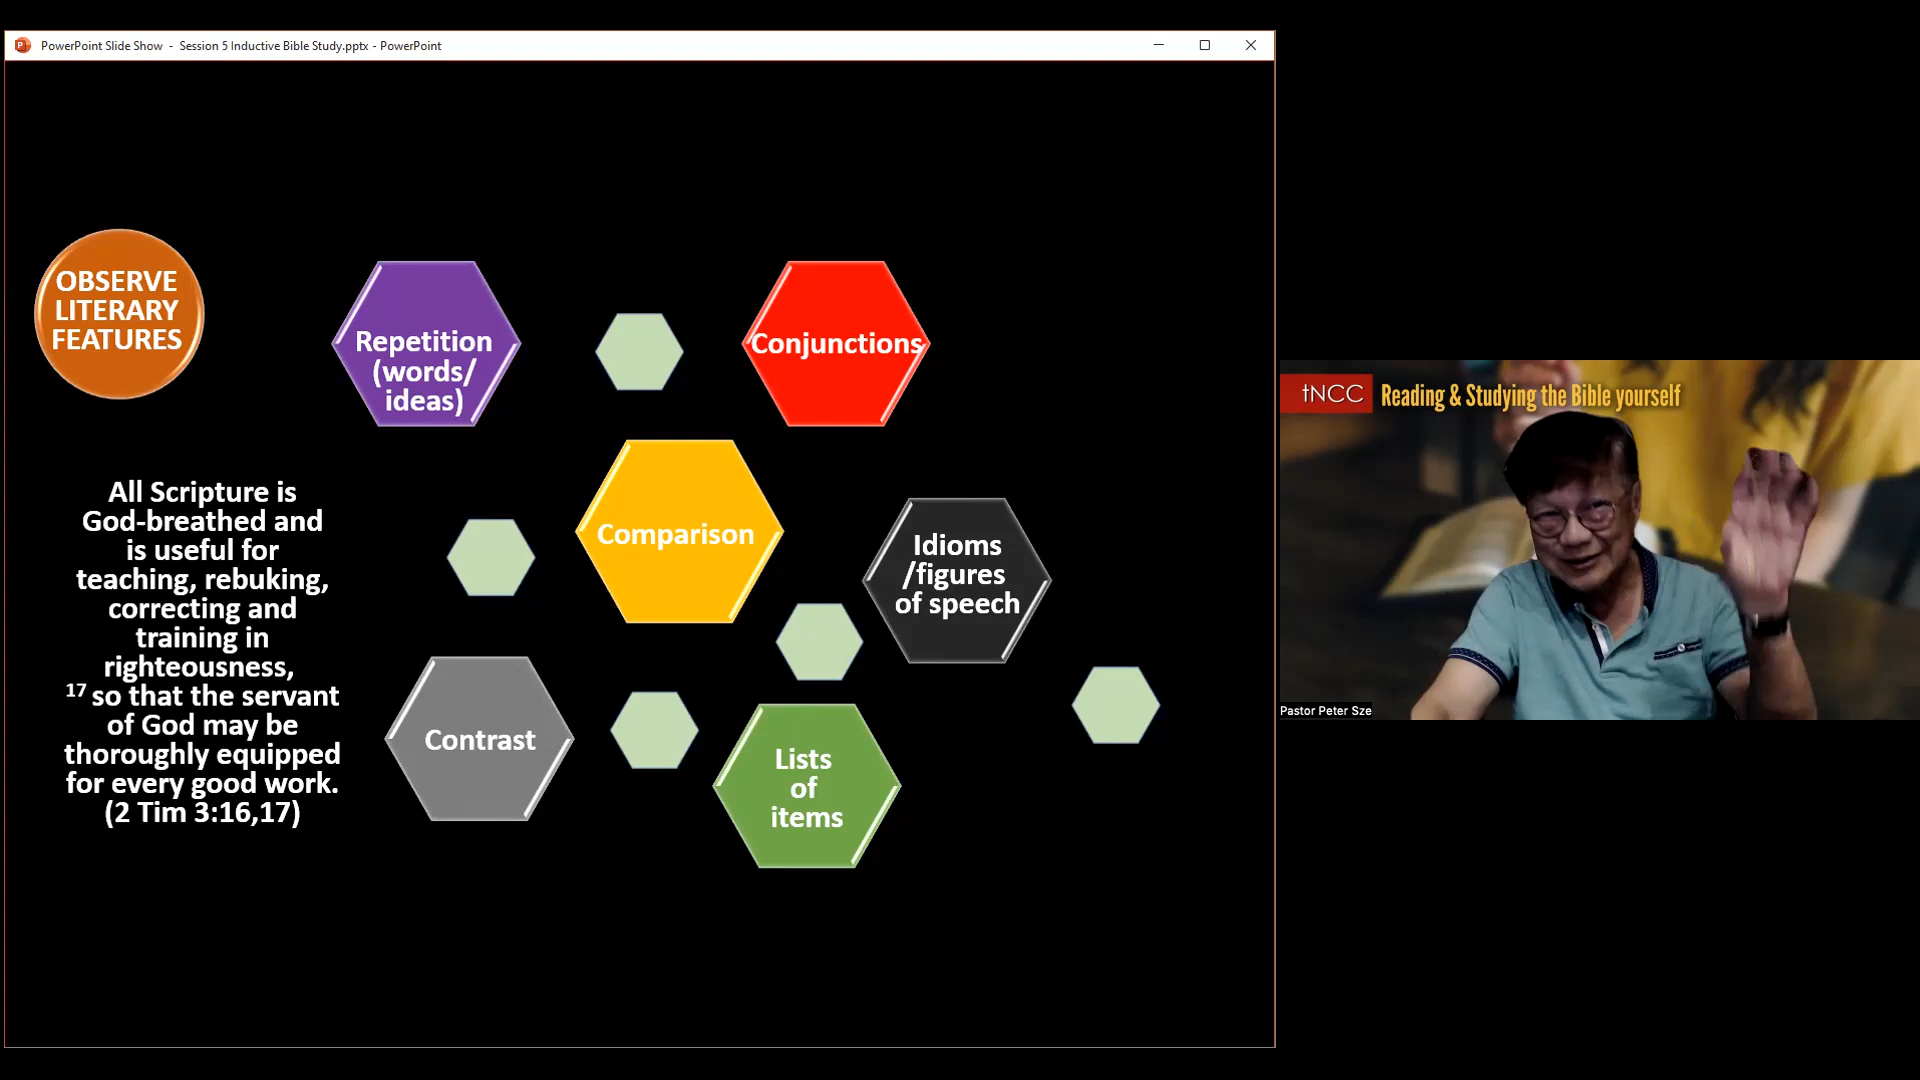 PowerPoint Slide Show - Session 5 Inductive Bible Study.pptx - PowerPoint
OBSERVE
LITERARY
FEATURES
Repetition
(words/
ideas)
Conjunctions
Comparison
Idioms
/figures
of speech
Contrast
Lists
of
items
All Scripture is
God-breathed and
is useful for
teaching, rebuking,
correcting and
training in
righteousness,
17 so that the servant
of God may be
thoroughly equipped
for every good work.
(2 Tim 3:16,17)
tNCC Reading & Studying the Bible yourself
Pastor Peter Sze